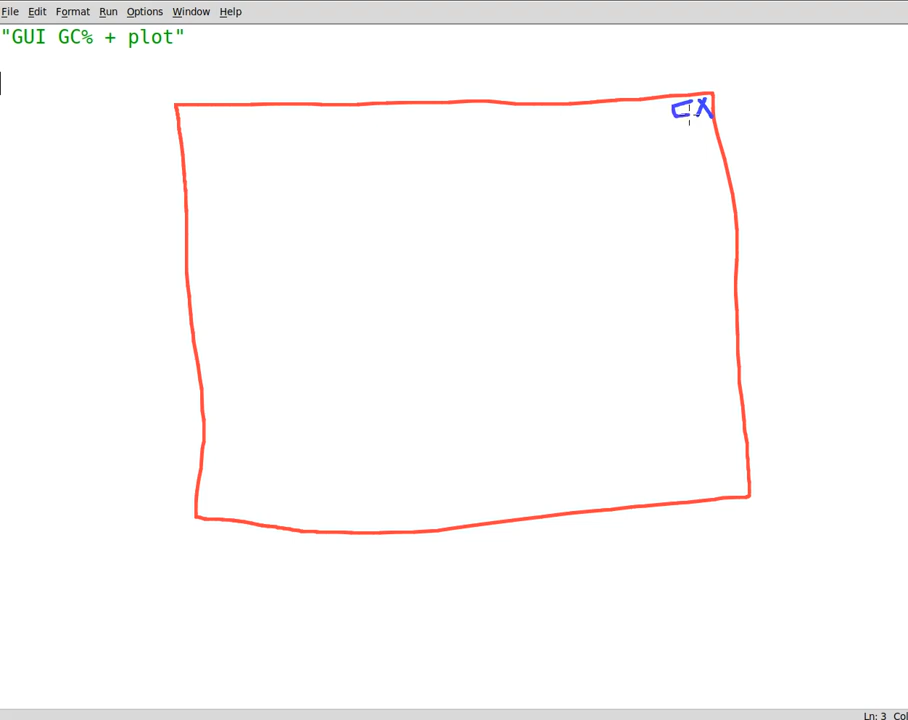 File Edit Format Run Options Window Help
"GUI GC% + plot"
X
Ln: 3 Col